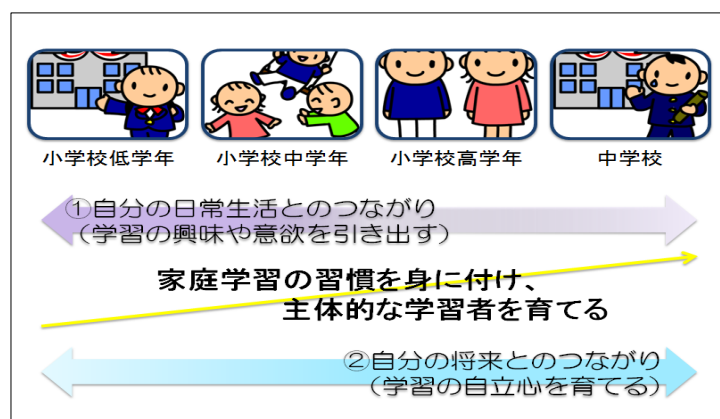 小学校低学年
小学校中学年
小学校高学年
中学校
①自分の日常生活とのつながり
（学習の興味や意欲を引き出す）
家庭学習の習慣を身に付け、
主体的な学習者を育てる
②自分の将来とのつながり
（学習の自立心を育てる）